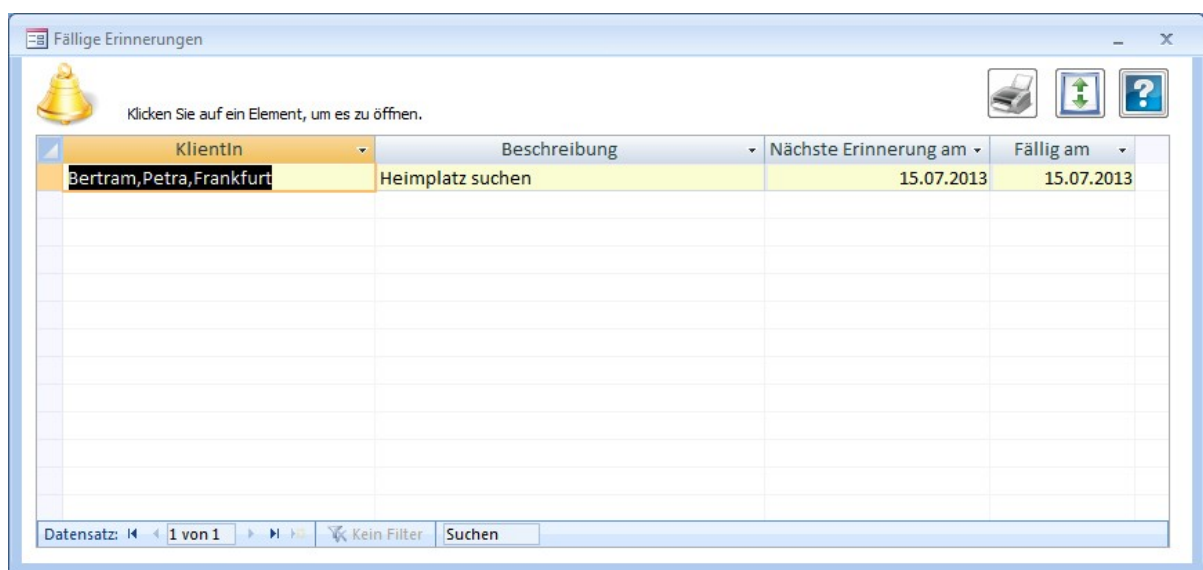 Fällige Erinnerungen
Klicken Sie auf ein Element, um es zu öffnen.
KlientIn Beschreibung Nächste Erinnerung am Fällig am
Bertram,Petra,Frankfurt Heimplatz suchen 15.07.2013 15.07.2013
Datensatz: 1 von 1 Kein Filter Suchen